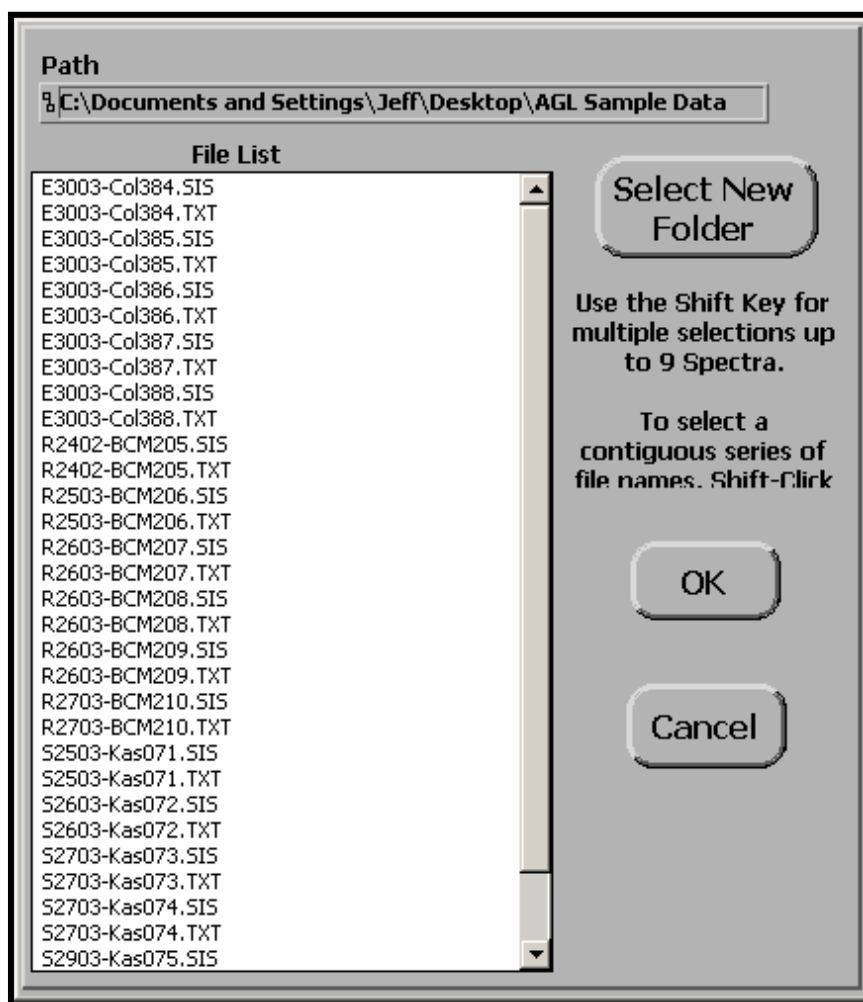 Path
C:\Documents and Settings\Jeff\Desktop\AGL Sample Data
File List
E3003-Col384.SIS
E3003-Col384.TXT
E3003-Col385.SIS
E3003-Col385.TXT
E3003-Col386.SIS
E3003-Col386.TXT
E3003-Col387.SIS
E3003-Col387.TXT
E3003-Col388.SIS
E3003-Col388.TXT
R2402-BCM205.SIS
R2402-BCM205.TXT
R2503-BCM206.SIS
R2503-BCM206.TXT
R2603-BCM207.SIS
R2603-BCM207.TXT
R2603-BCM208.SIS
R2603-BCM208.TXT
R2603-BCM209.SIS
R2603-BCM209.TXT
R2703-BCM210.SIS
R2703-BCM210.TXT
S2503-Kas071.SIS
S2503-Kas071.TXT
S2603-Kas072.SIS
S2603-Kas072.TXT
S2703-Kas073.SIS
S2703-Kas073.TXT
S2703-Kas074.SIS
S2703-Kas074.TXT
S2903-Kas075.SIS
Select New
Folder
Use the Shift Key for
multiple selections up
to 9 Spectra.
To select a
contiguous series of
file names, Shift-Click
OK
Cancel